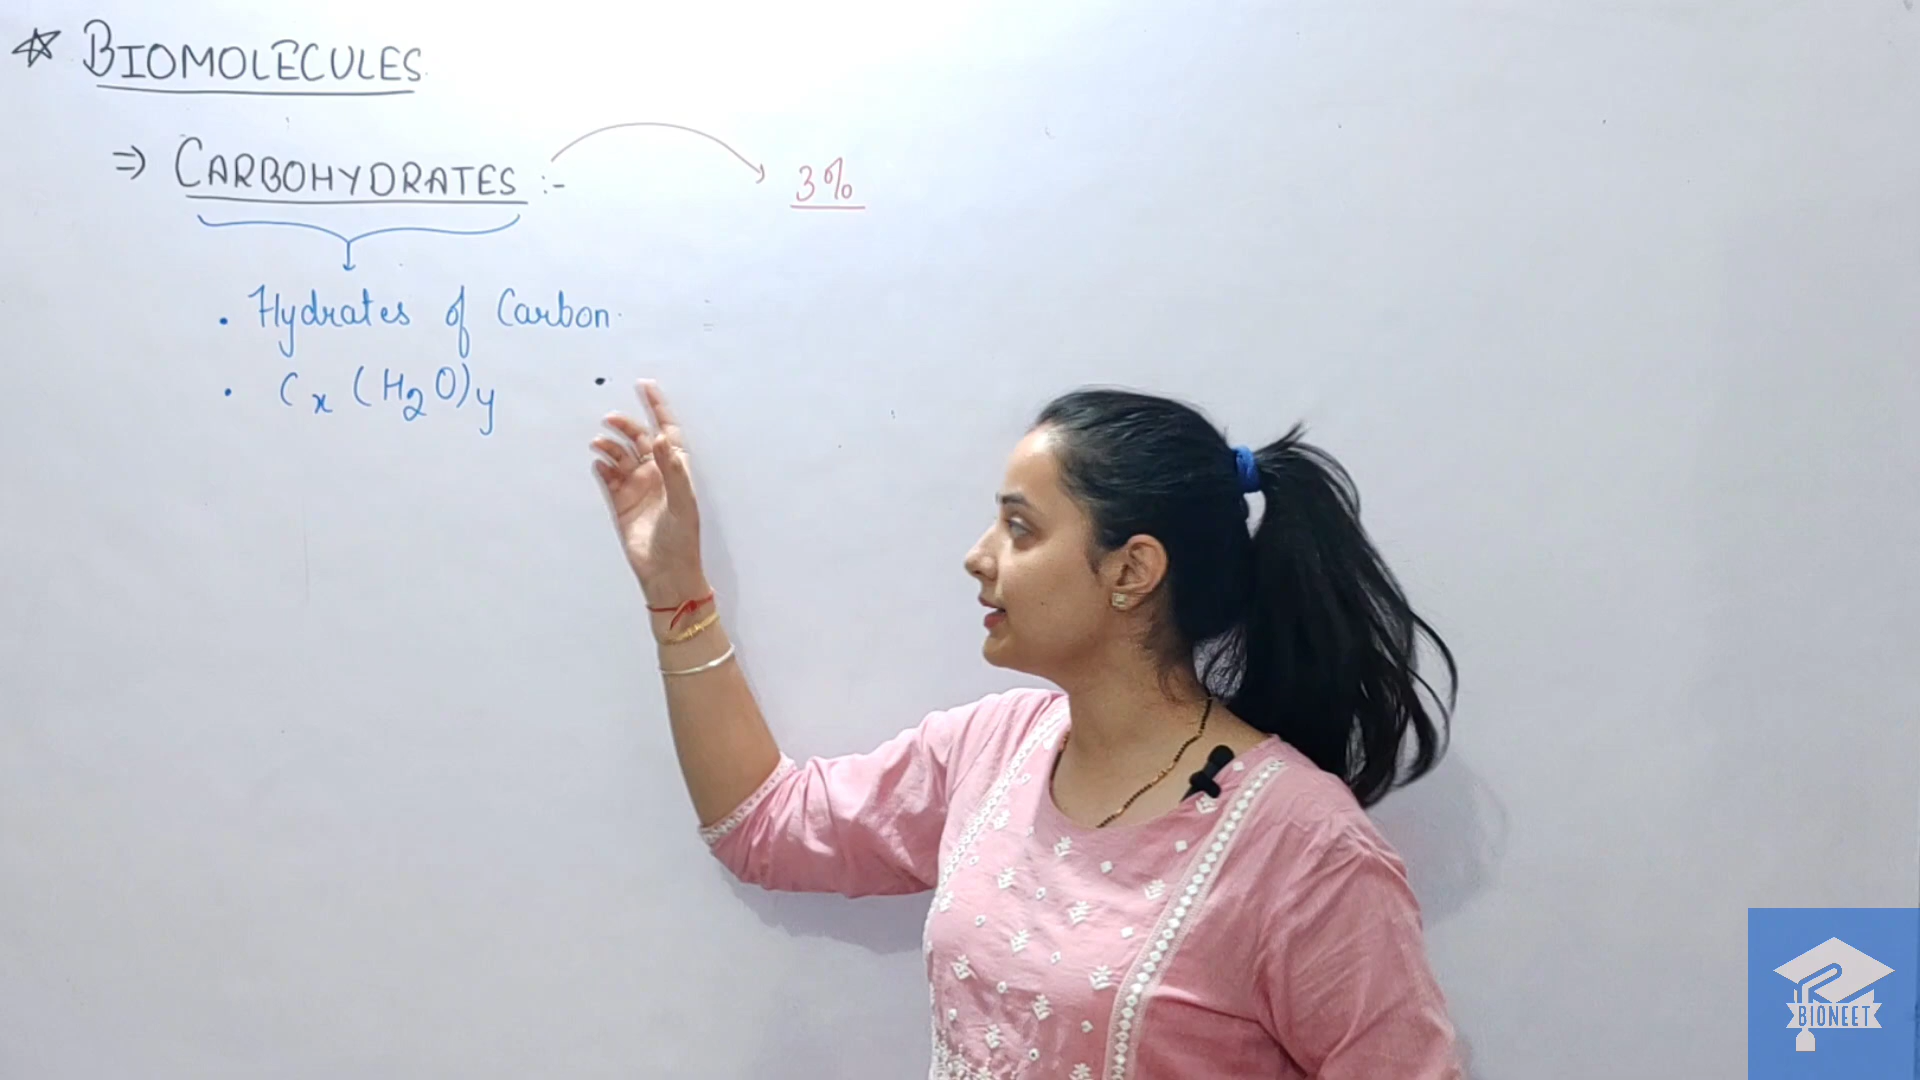 ☆ BIOMOLECULES
⇒ CARBOHYDRATES :- → 3%
• Hydrates of Carbon
• Cx (H2O)y
BIONEET